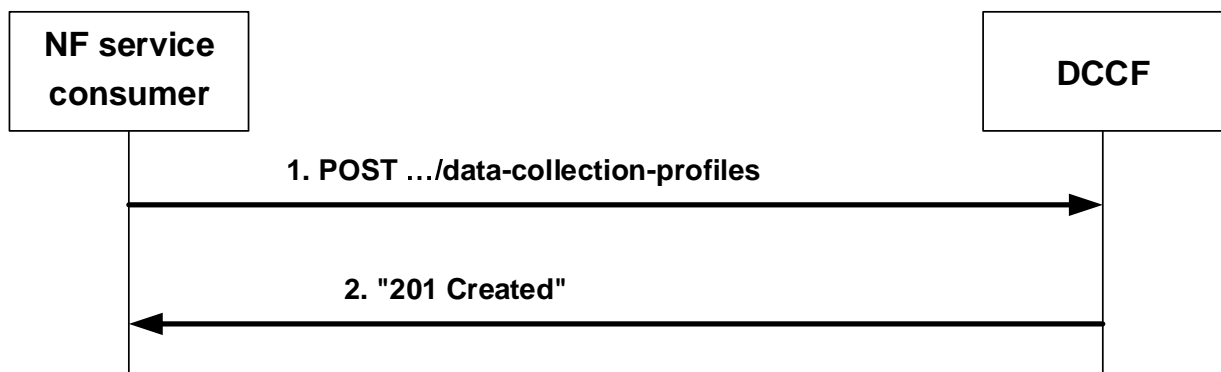 NF service
consumer
DCCF
1. POST …/data-collection-profiles
2. "201 Created"